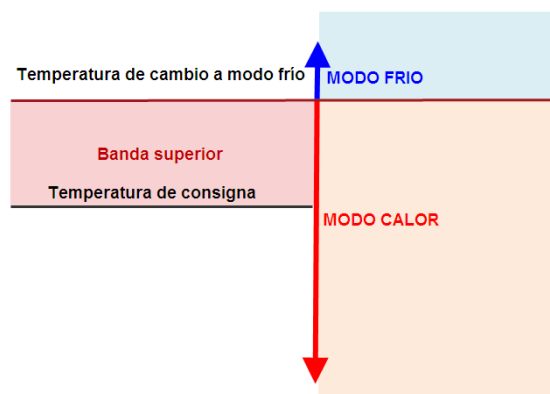 Temperatura de cambio a modo frío
MODO FRIO
Banda superior
Temperatura de consigna
MODO CALOR